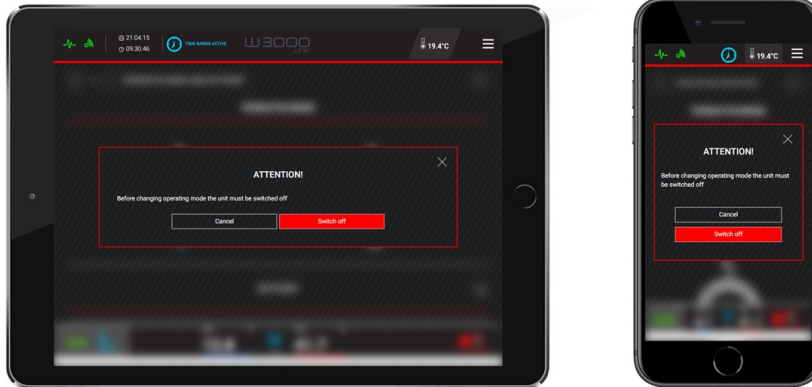 21.04.15
09.30.46
TIME BANDS ACTIVE
W3000
19.4°C
ATTENTION!
Before changing operating mode the unit must be switched off
Cancel
Switch off
19.4°C
ATTENTION!
Before changing operating mode the unit must
be switched off
Cancel
Switch off